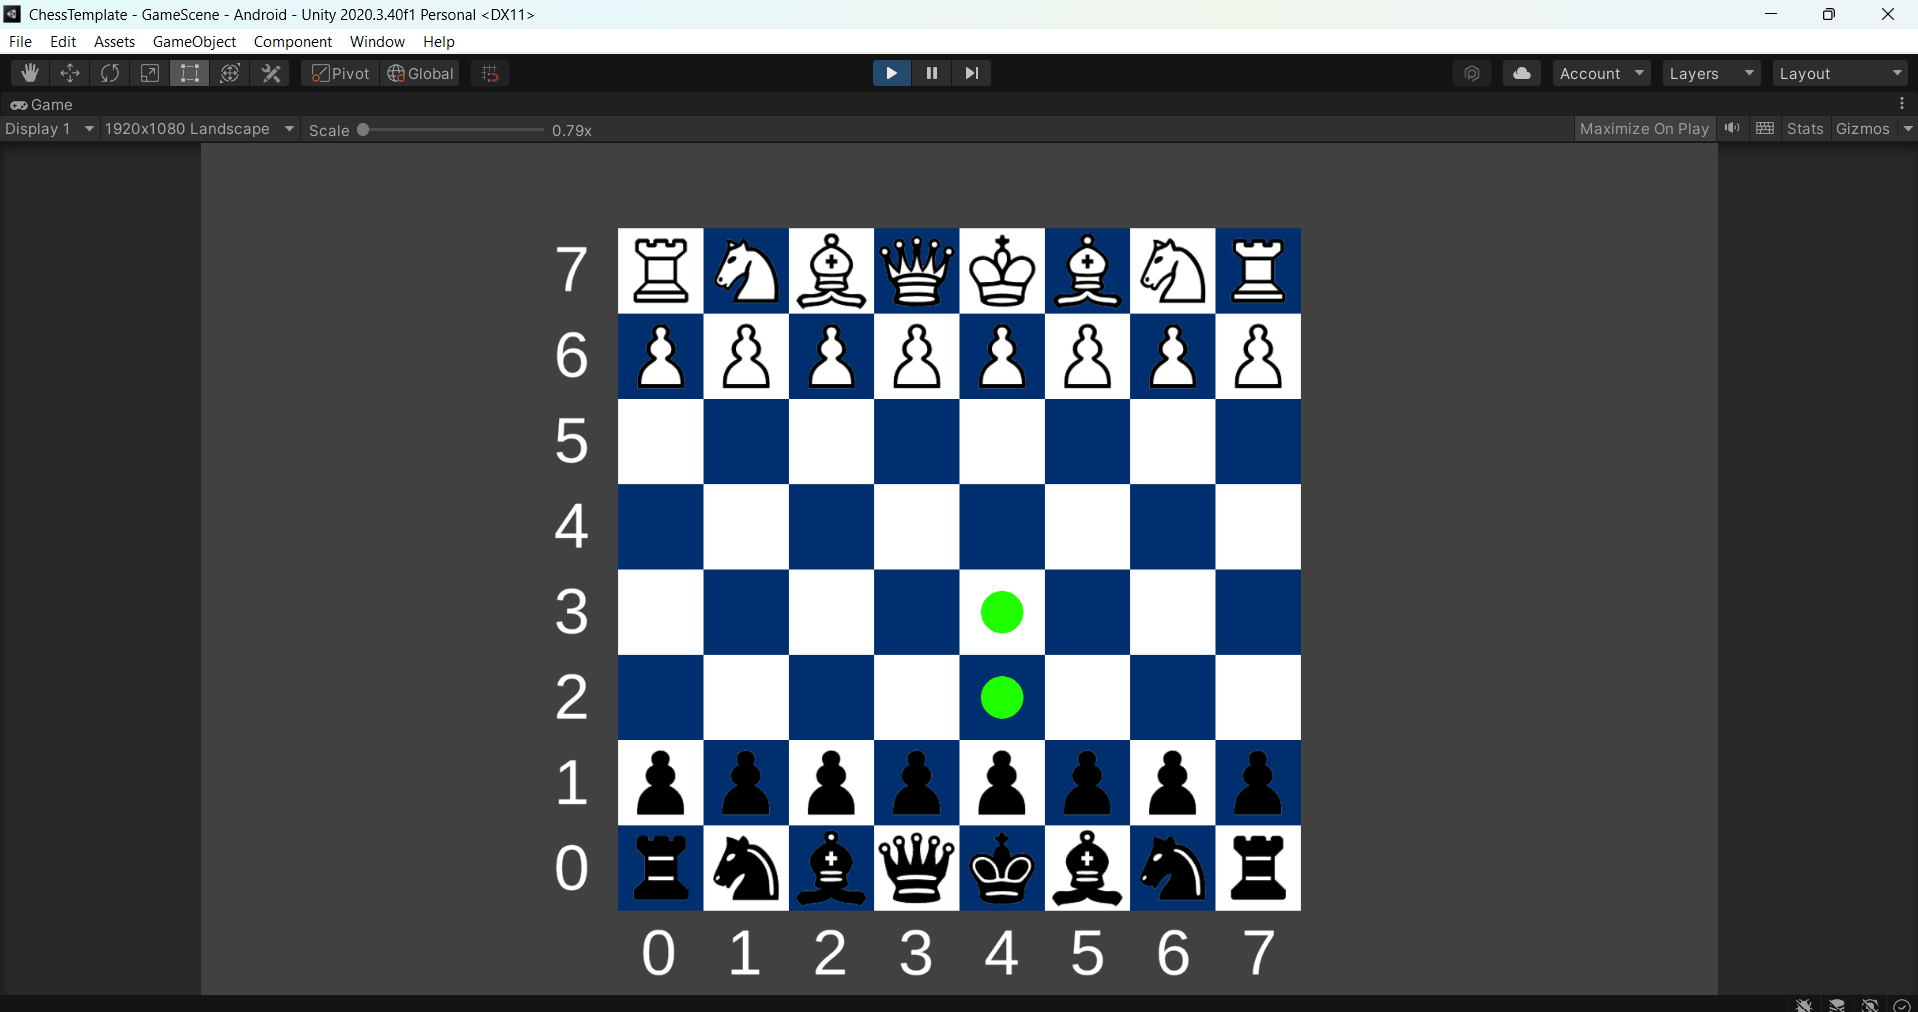 ChessTemplate - GameScene - Android - Unity 2020.3.40f1 Personal <DX11>
File Edit Assets GameObject Component Window Help
Pivot Global Account Layers Layout
Game
Display 1 1920x1080 Landscape Scale 0.79x Maximize On Play Stats Gizmos
7
6
5
4
3
2
1
0
0 1 2 3 4 5 6 7